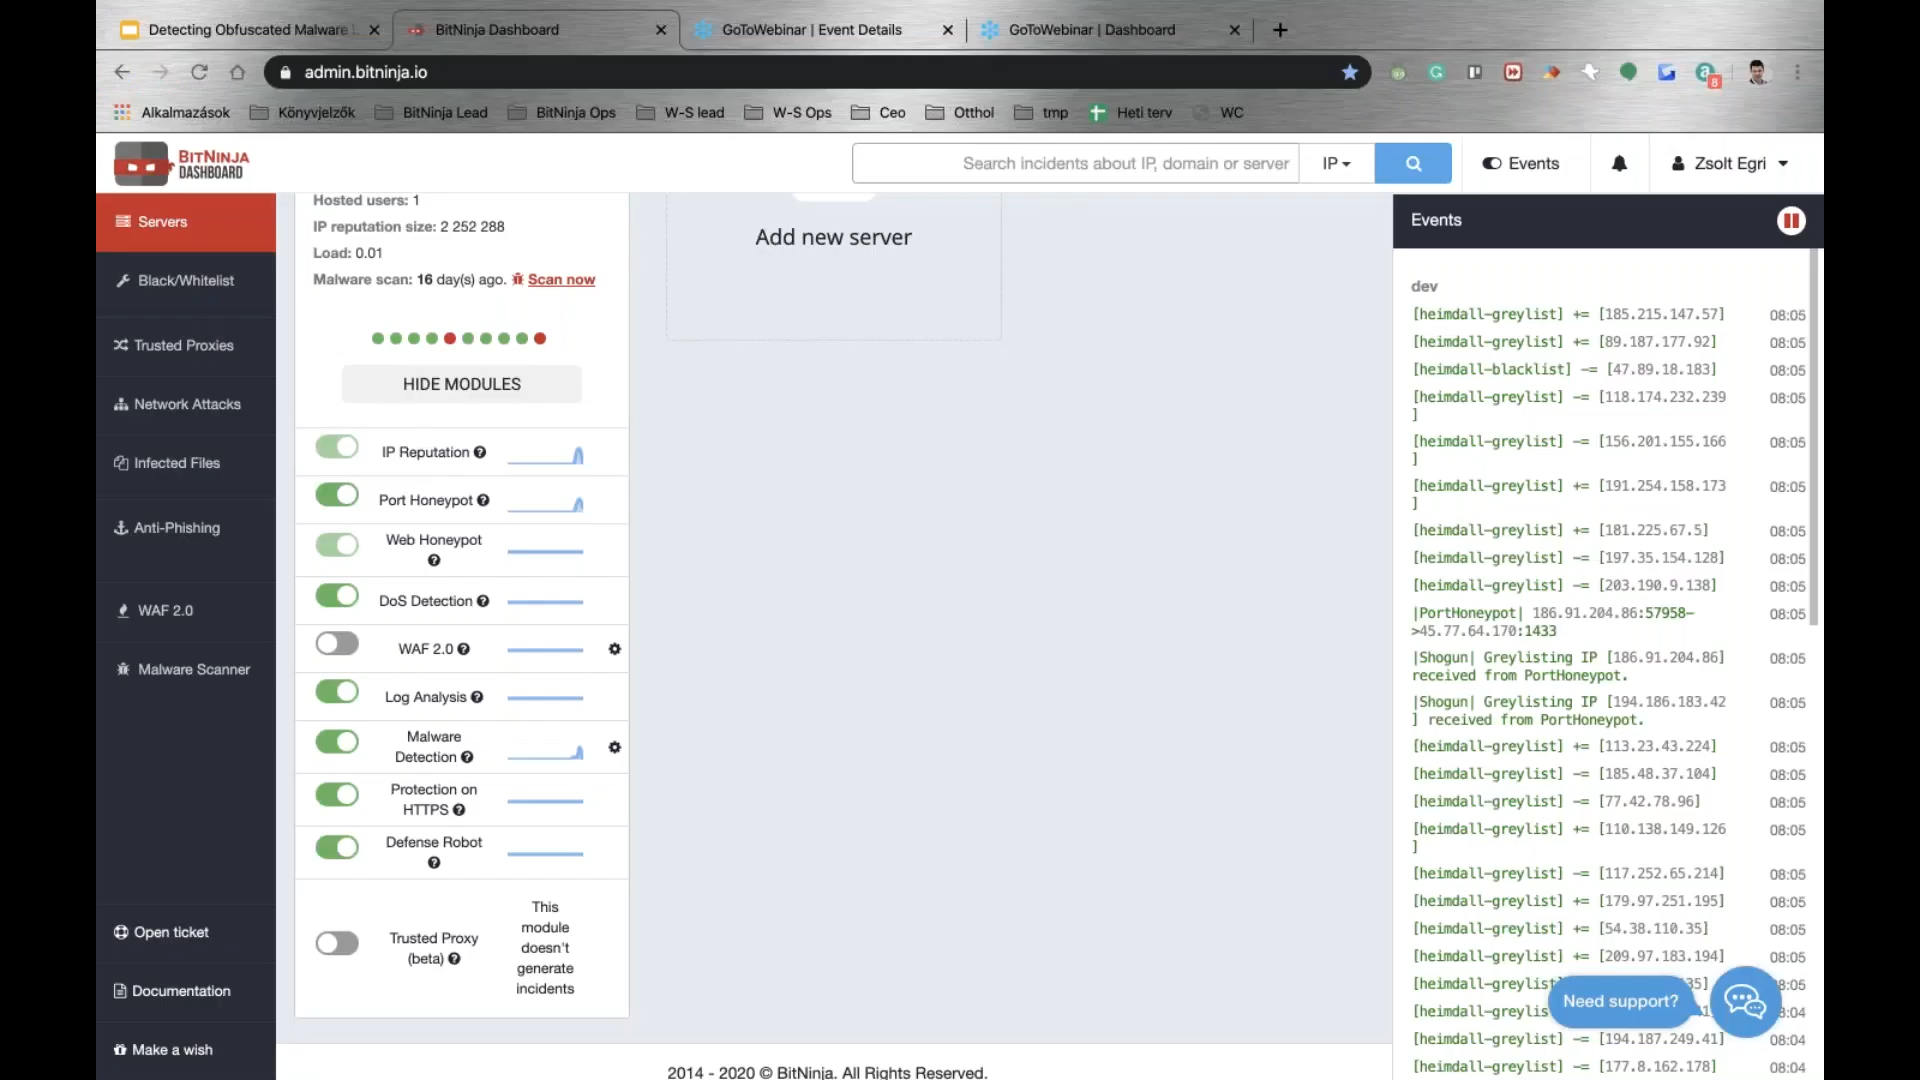 Detecting Obfuscated Malware
BitNinja Dashboard
GoToWebinar | Event Details
GoToWebinar | Dashboard
admin.bitninja.io
8
Alkalmazások
Könyvjelzők
BitNinja Lead
BitNinja Ops
W-S lead
W-S Ops
Ceo
Otthol
tmp
Heti terv
WC
BITNINJA
DASHBOARD
Search incidents about IP, domain or server
IP
Events
Zsolt Egri
Servers
Black/Whitelist
Trusted Proxies
Network Attacks
Infected Files
Anti-Phishing
WAF 2.0
Malware Scanner
Open ticket
Documentation
Make a wish
Hosted users: 1
IP reputation size: 2 252 288
Load: 0.01
Malware scan: 16 day(s) ago. Scan now
HIDE MODULES
IP Reputation
Port Honeypot
Web Honeypot
DoS Detection
WAF 2.0
Log Analysis
Malware
Detection
Protection on
HTTPS
Defense Robot
Trusted Proxy
(beta)
This
module
doesn't
generate
incidents
Add new server
Events
dev
[heimdall-greylist] += [185.215.147.57] 08:05
[heimdall-greylist] += [89.187.177.92] 08:05
[heimdall-blacklist] -= [47.89.18.183] 08:05
[heimdall-greylist] -= [118.174.232.239 08:05
]
[heimdall-greylist] -= [156.201.155.166 08:05
]
[heimdall-greylist] += [191.254.158.173 08:05
]
[heimdall-greylist] += [181.225.67.5] 08:05
[heimdall-greylist] -= [197.35.154.128] 08:05
[heimdall-greylist] -= [203.190.9.138] 08:05
|PortHoneypot| 186.91.204.86:57958- 08:05
>45.77.64.170:1433
|Shogun| Greylisting IP [186.91.204.86] 08:05
received from PortHoneypot.
|Shogun| Greylisting IP [194.186.183.42 08:05
] received from PortHoneypot.
[heimdall-greylist] += [113.23.43.224] 08:05
[heimdall-greylist] -= [185.48.37.104] 08:05
[heimdall-greylist] -= [77.42.78.96] 08:05
[heimdall-greylist] += [110.138.149.126 08:05
]
[heimdall-greylist] -= [117.252.65.214] 08:05
[heimdall-greylist] += [179.97.251.195] 08:05
[heimdall-greylist] += [54.38.110.35] 08:05
[heimdall-greylist] += [209.97.183.194] 08:05
[heimdall-greylist 35] 8:05
[heimdall-greylis 8:04
[heimdall-greylist] -= [194.187.249.41] 08:04
[heimdall-greylist] -= [177.8.162.178] 08:04
Need support?
2014 - 2020 © BitNinja. All Rights Reserved.